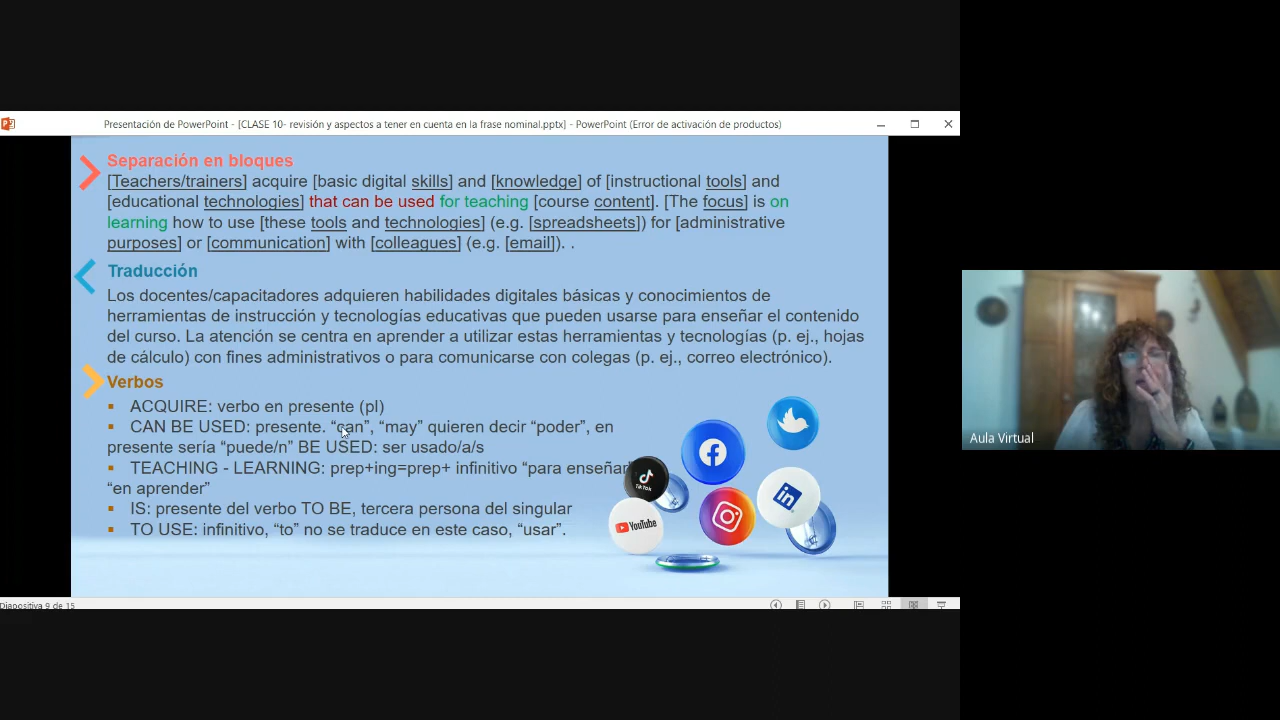 Presentación de PowerPoint - [CLASE 10- revisión y aspectos a tener en cuenta en la frase nominal.pptx] - PowerPoint (Error de activación de productos)
Separación en bloques
[Teachers/trainers] acquire [basic digital skills] and [knowledge] of [instructional tools] and
[educational technologies] that can be used for teaching [course content]. [The focus] is on
learning how to use [these tools and technologies] (e.g. [spreadsheets]) for [administrative
purposes] or [communication] with [colleagues] (e.g. [email]). .
Traducción
Los docentes/capacitadores adquieren habilidades digitales básicas y conocimientos de
herramientas de instrucción y tecnologías educativas que pueden usarse para enseñar el contenido
del curso. La atención se centra en aprender a utilizar estas herramientas y tecnologías (p. ej., hojas
de cálculo) con fines administrativos o para comunicarse con colegas (p. ej., correo electrónico).
Verbos
▪ ACQUIRE: verbo en presente (pl)
▪ CAN BE USED: presente. “can”, “may” quieren decir “poder”, en
presente sería “puede/n” BE USED: ser usado/a/s
▪ TEACHING - LEARNING: prep+ing=prep+ infinitivo “para enseñar”
“en aprender”
▪ IS: presente del verbo TO BE, tercera persona del singular
▪ TO USE: infinitivo, “to” no se traduce en este caso, “usar”.
TikTok
YouTube
in
Diapositiva 9 de 15
Aula Virtual